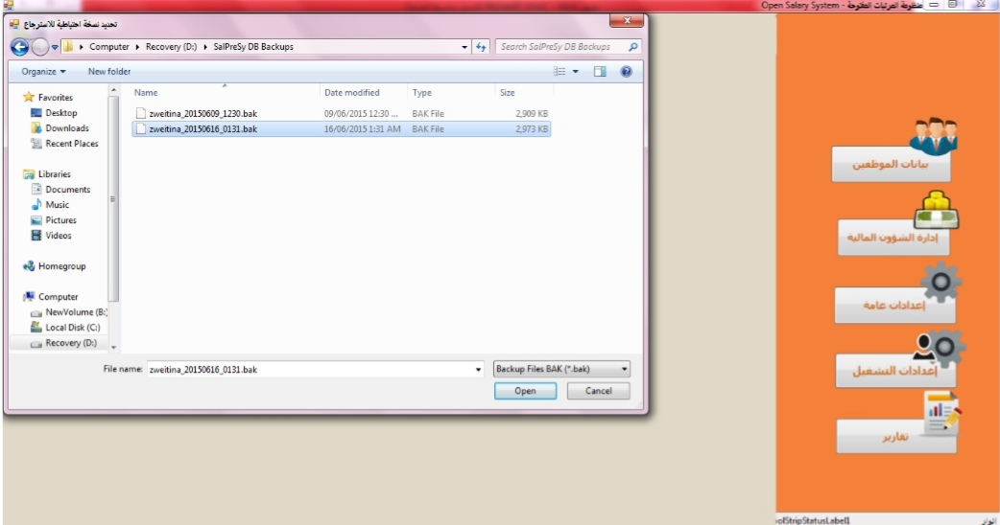 Open Salary System - منظومة المرتبات المفتوحة
تحديد نسخة احتياطية للاسترجاع
Computer Recovery (D:) SalPreSy DB Backups
Search SalPreSy DB Backups
Organize New folder
Favorites
Desktop
Downloads
Recent Places
Libraries
Documents
Music
Pictures
Videos
Homegroup
Computer
NewVolume (B:)
Local Disk (C:)
Recovery (D:)
Name Date modified Type Size
zweitina_20150609_1230.bak 09/06/2015 12:30 ... BAK File 2,909 KB
zweitina_20150616_0131.bak 16/06/2015 1:31 AM BAK File 2,973 KB
File name: zweitina_20150616_0131.bak Backup Files BAK (*.bak)
Open Cancel
بيانات الموظفين
إدارة الشؤون المالية
إعدادات عامة
إعدادات التشغيل
تقارير
olStripStatusLabel1